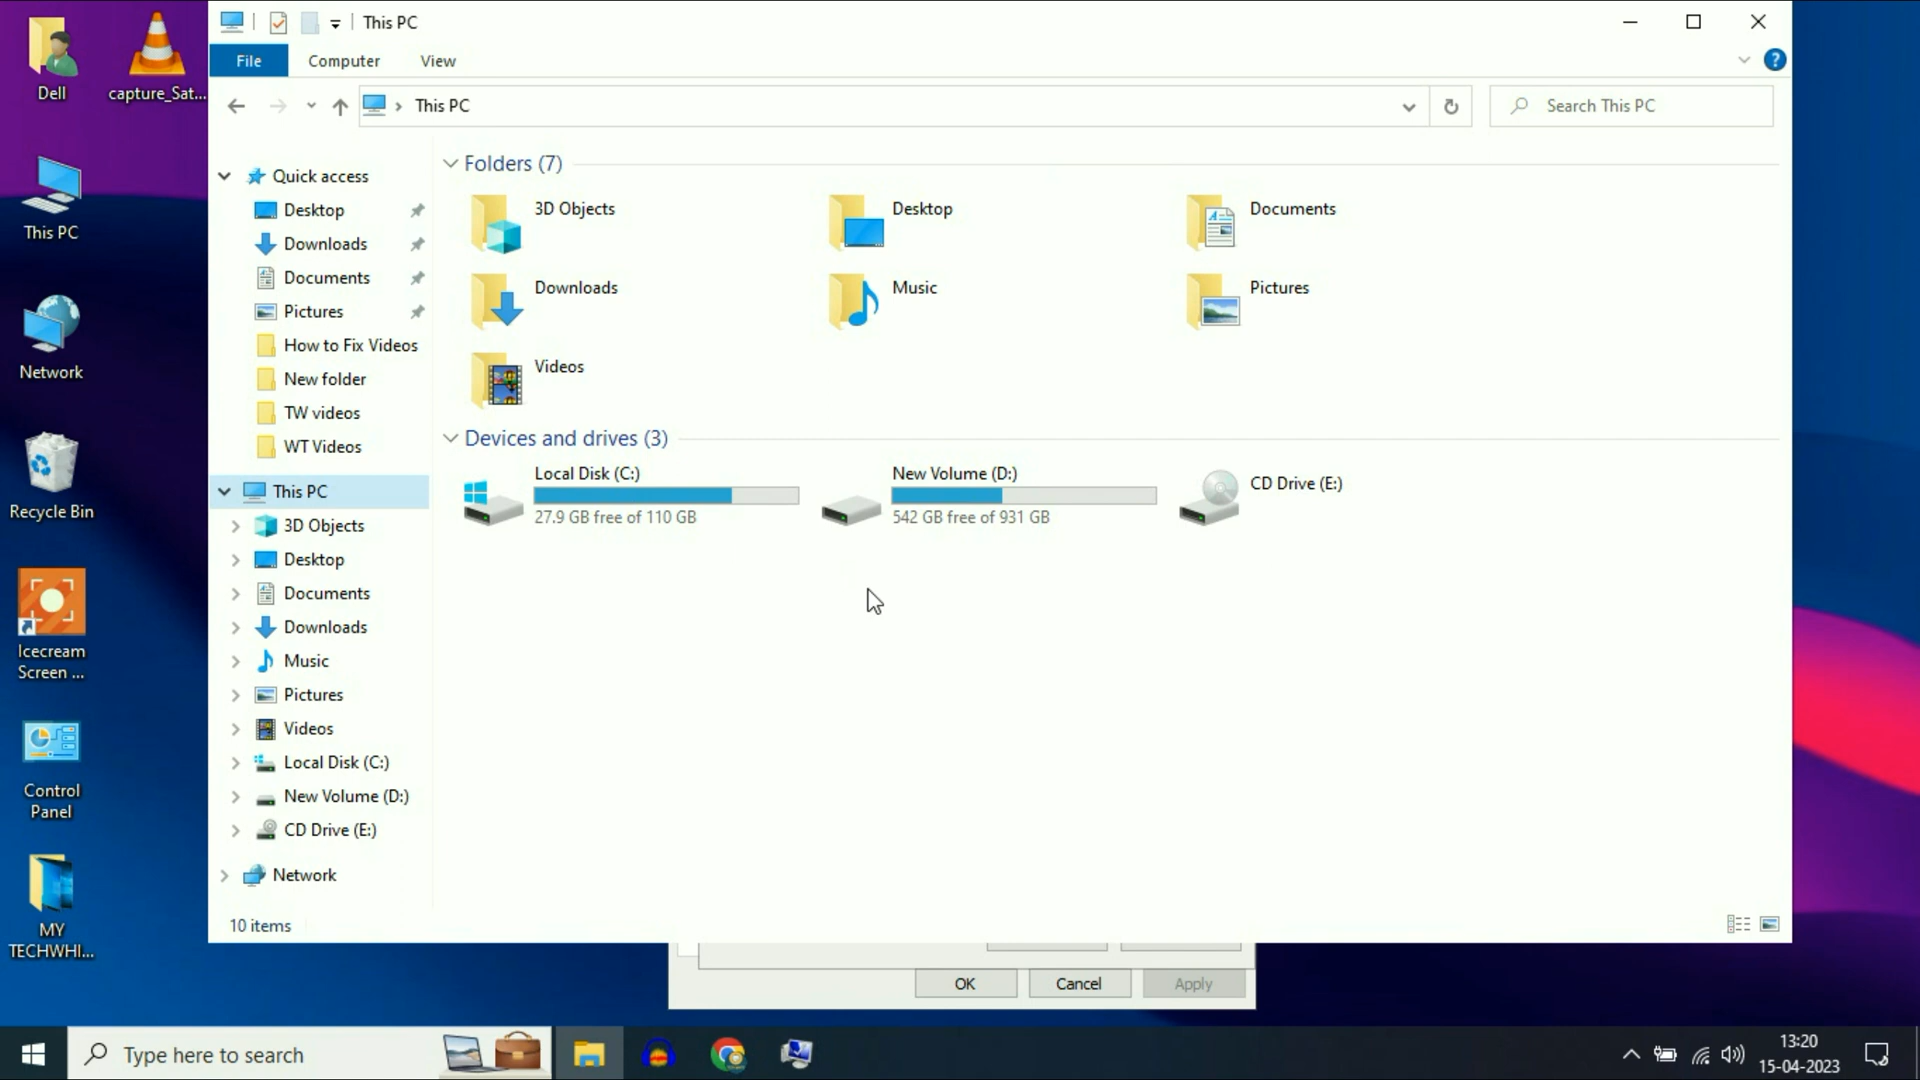 Dell
capture_Sat...
This PC
Network
Recycle Bin
Icecream
Screen ...
Control
Panel
MY
TECHWHI...
This PC
File
Computer
View
?
This PC
Search This PC
Quick access
Desktop
Downloads
Documents
Pictures
How to Fix Videos
New folder
TW videos
WT Videos
This PC
3D Objects
Desktop
Documents
Downloads
Music
Pictures
Videos
Local Disk (C:)
New Volume (D:)
CD Drive (E:)
Network
Folders (7)
3D Objects
Desktop
Documents
Downloads
Music
Pictures
Videos
Devices and drives (3)
Local Disk (C:)
27.9 GB free of 110 GB
New Volume (D:)
542 GB free of 931 GB
CD Drive (E:)
10 items
OK
Cancel
Apply
Type here to search
13:20
15-04-2023